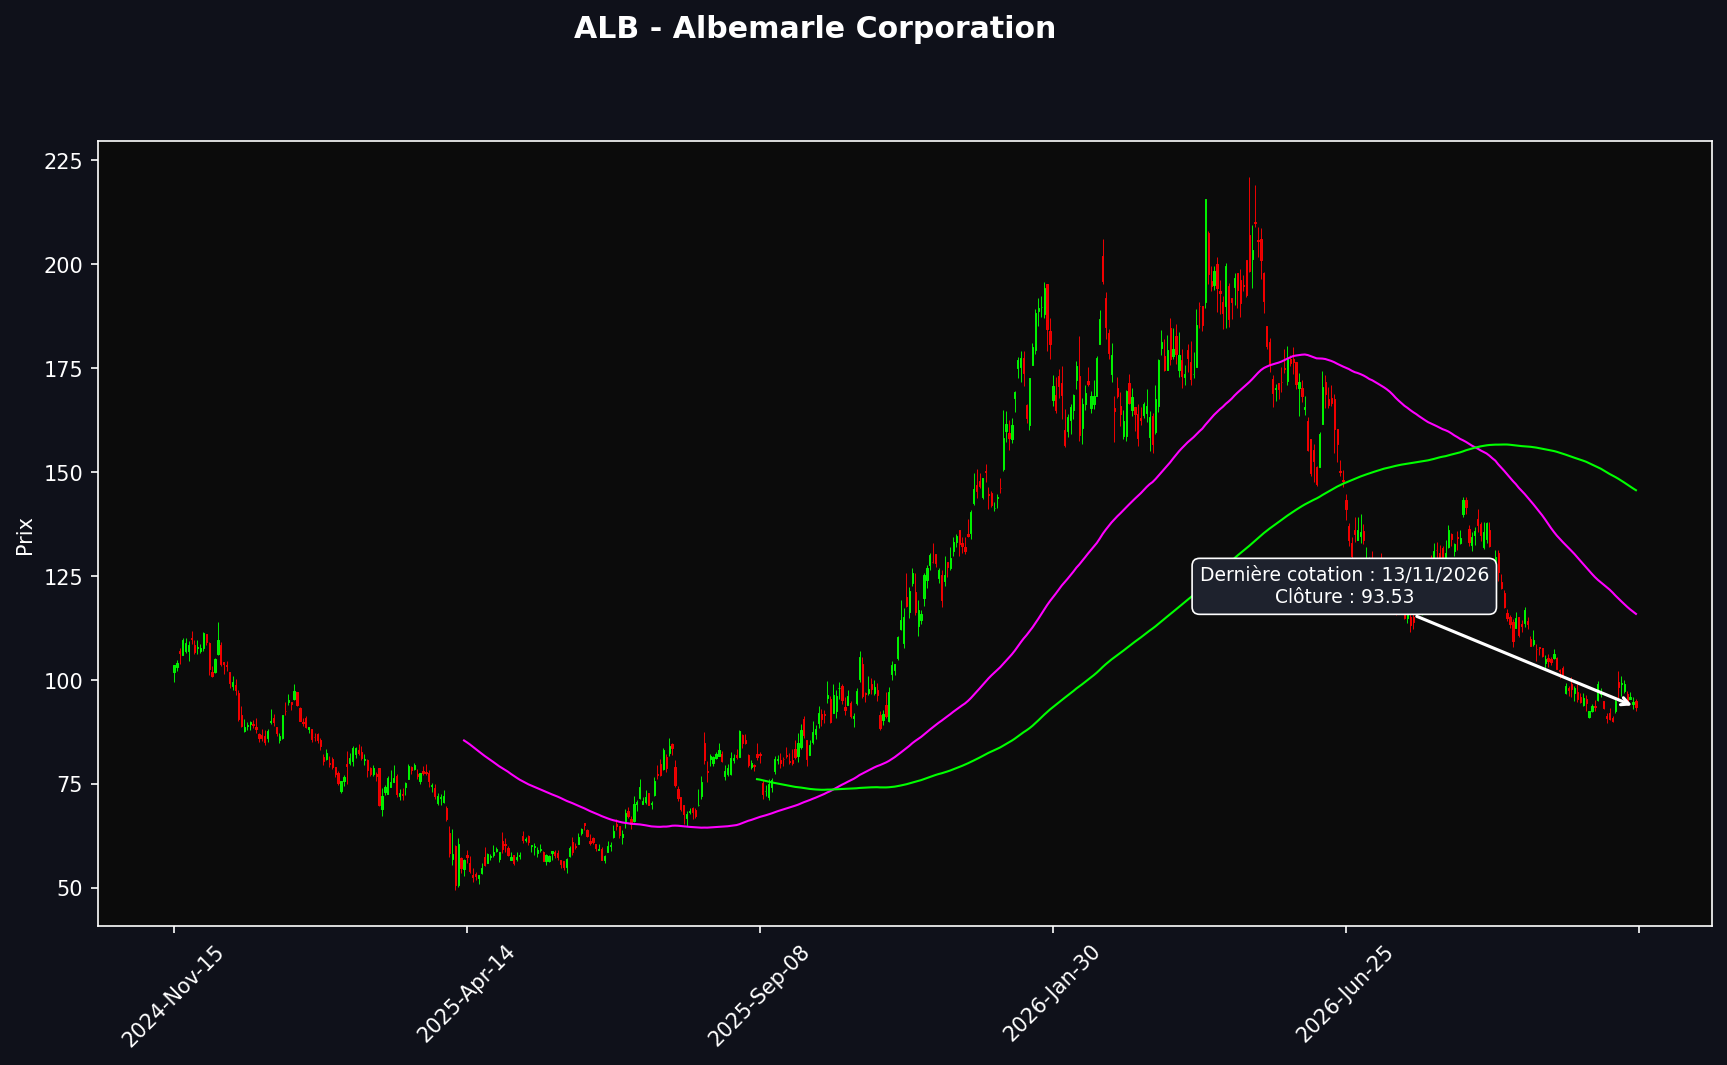 ALB - Albemarle Corporation
Prix
225
200
175
150
125
100
75
50
Dernière cotation : 13/11/2026
Clôture : 93.53
2024-Nov-15
2025-Apr-14
2025-Sep-08
2026-Jan-30
2026-Jun-25